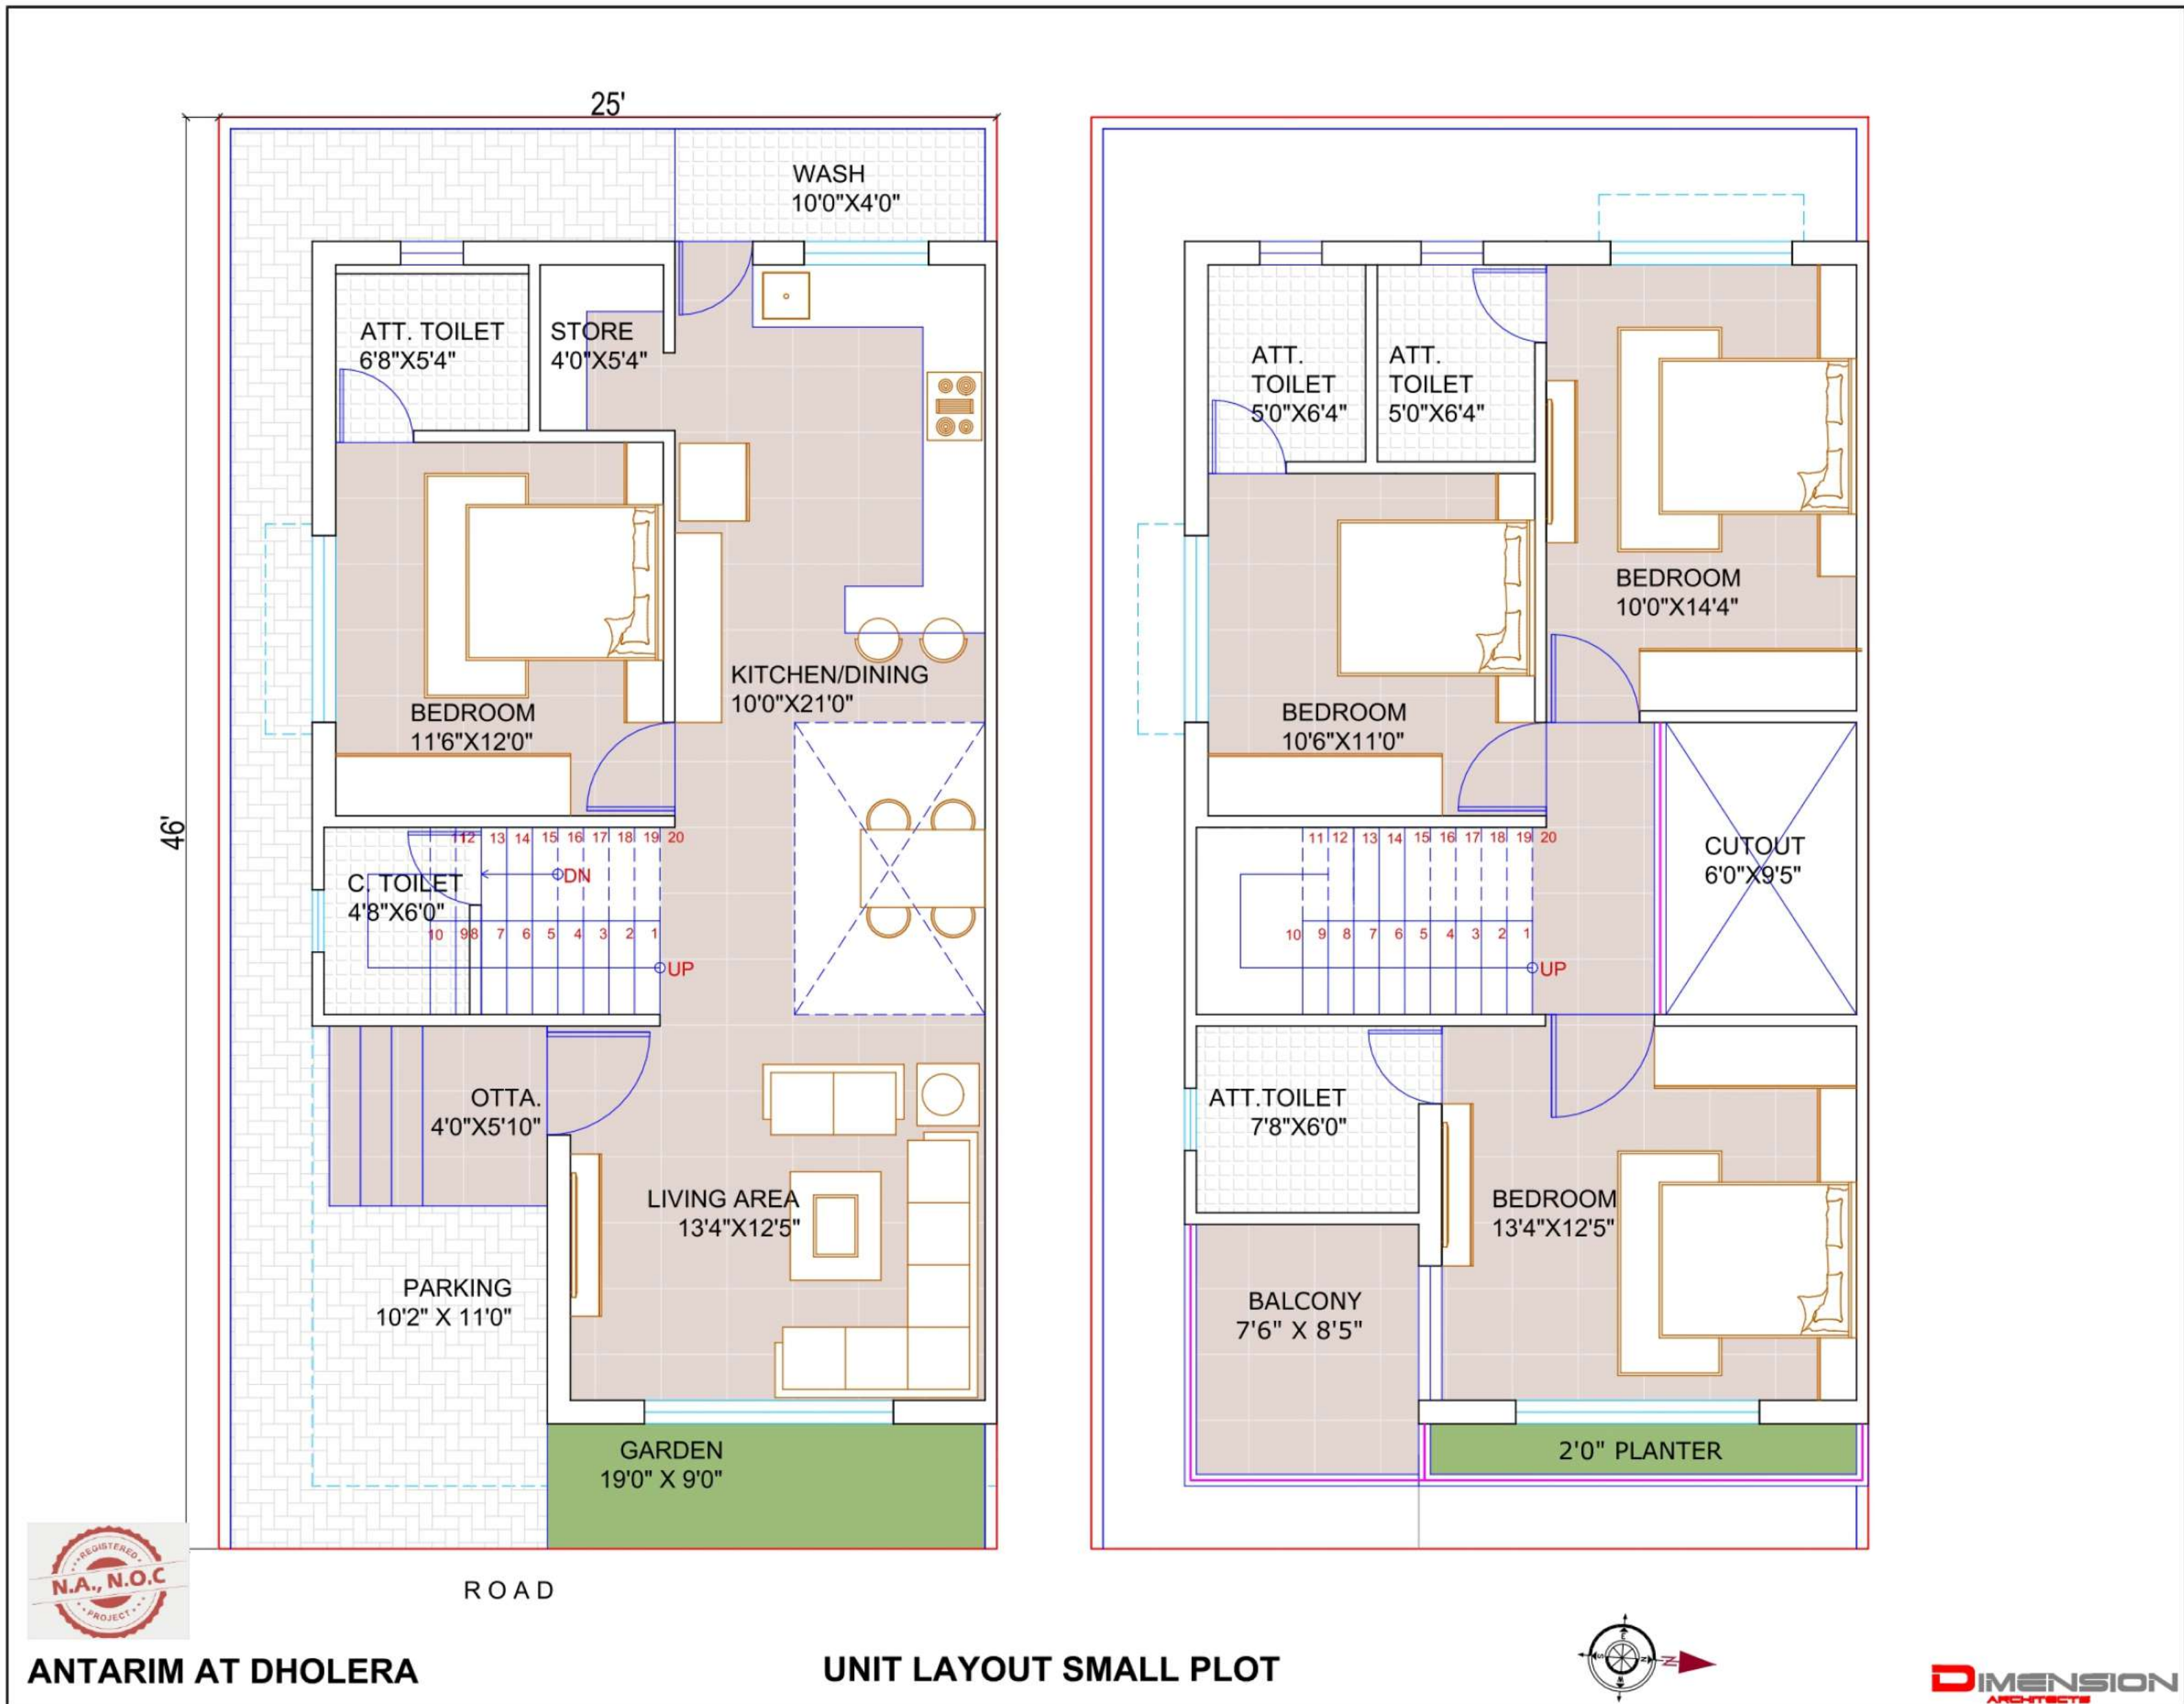 25'
46'
WASH
10'0"X4'0"
ATT. TOILET
6'8"X5'4"
STORE
4'0"X5'4"
KITCHEN/DINING
10'0"X21'0"
BEDROOM
11'6"X12'0"
12 13 14 15 16 17 18 19 20
DN
C. TOILET
4'8"X6'0"
10 9 8 7 6 5 4 3 2 1
UP
OTTA.
4'0"X5'10"
LIVING AREA
13'4"X12'5"
PARKING
10'2" X 11'0"
GARDEN
19'0" X 9'0"
ROAD
ATT.
TOILET
5'0"X6'4"
ATT.
TOILET
5'0"X6'4"
BEDROOM
10'0"X14'4"
BEDROOM
10'6"X11'0"
11 12 13 14 15 16 17 18 19 20
CUTOUT
6'0"X9'5"
10 9 8 7 6 5 4 3 2 1
UP
ATT.TOILET
7'8"X6'0"
BEDROOM
13'4"X12'5"
BALCONY
7'6" X 8'5"
2'0" PLANTER
REGISTERED
N.A., N.O.C
PROJECT
ANTARIM AT DHOLERA
UNIT LAYOUT SMALL PLOT
E
S N
W
N
DIMENSION
ARCHITECTS